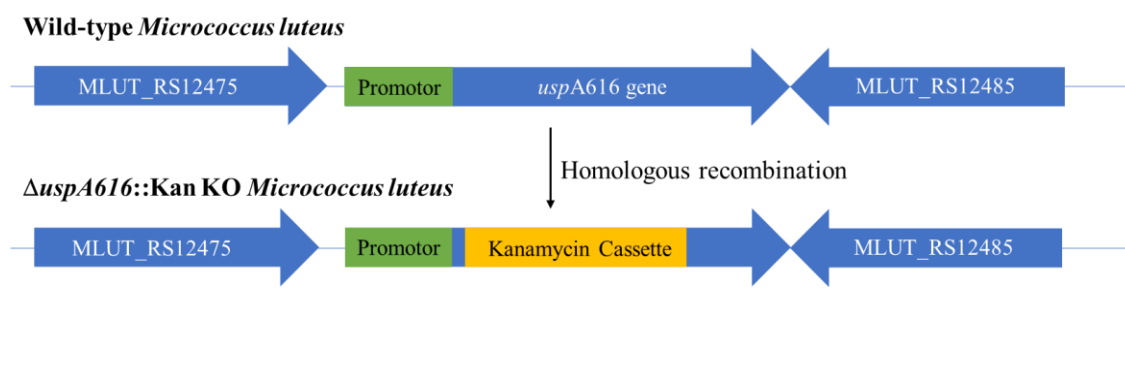 Wild-type Micrococcus luteus
MLUT_RS12475 Promotor uspA616 gene MLUT_RS12485
Homologous recombination
ΔuspA616::Kan KO Micrococcus luteus
MLUT_RS12475 Promotor Kanamycin Cassette MLUT_RS12485